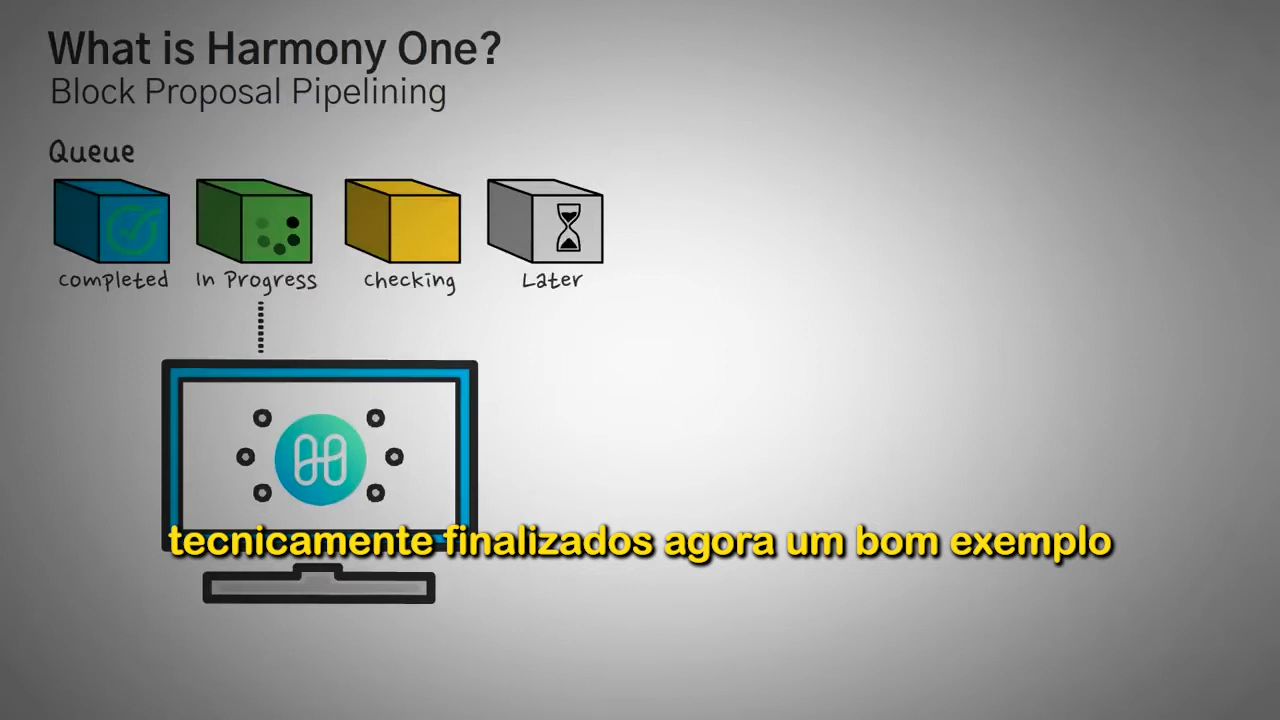 What is Harmony One?
Block Proposal Pipelining
Queue
completed In Progress checking Later
tecnicamente finalizados agora um bom exemplo